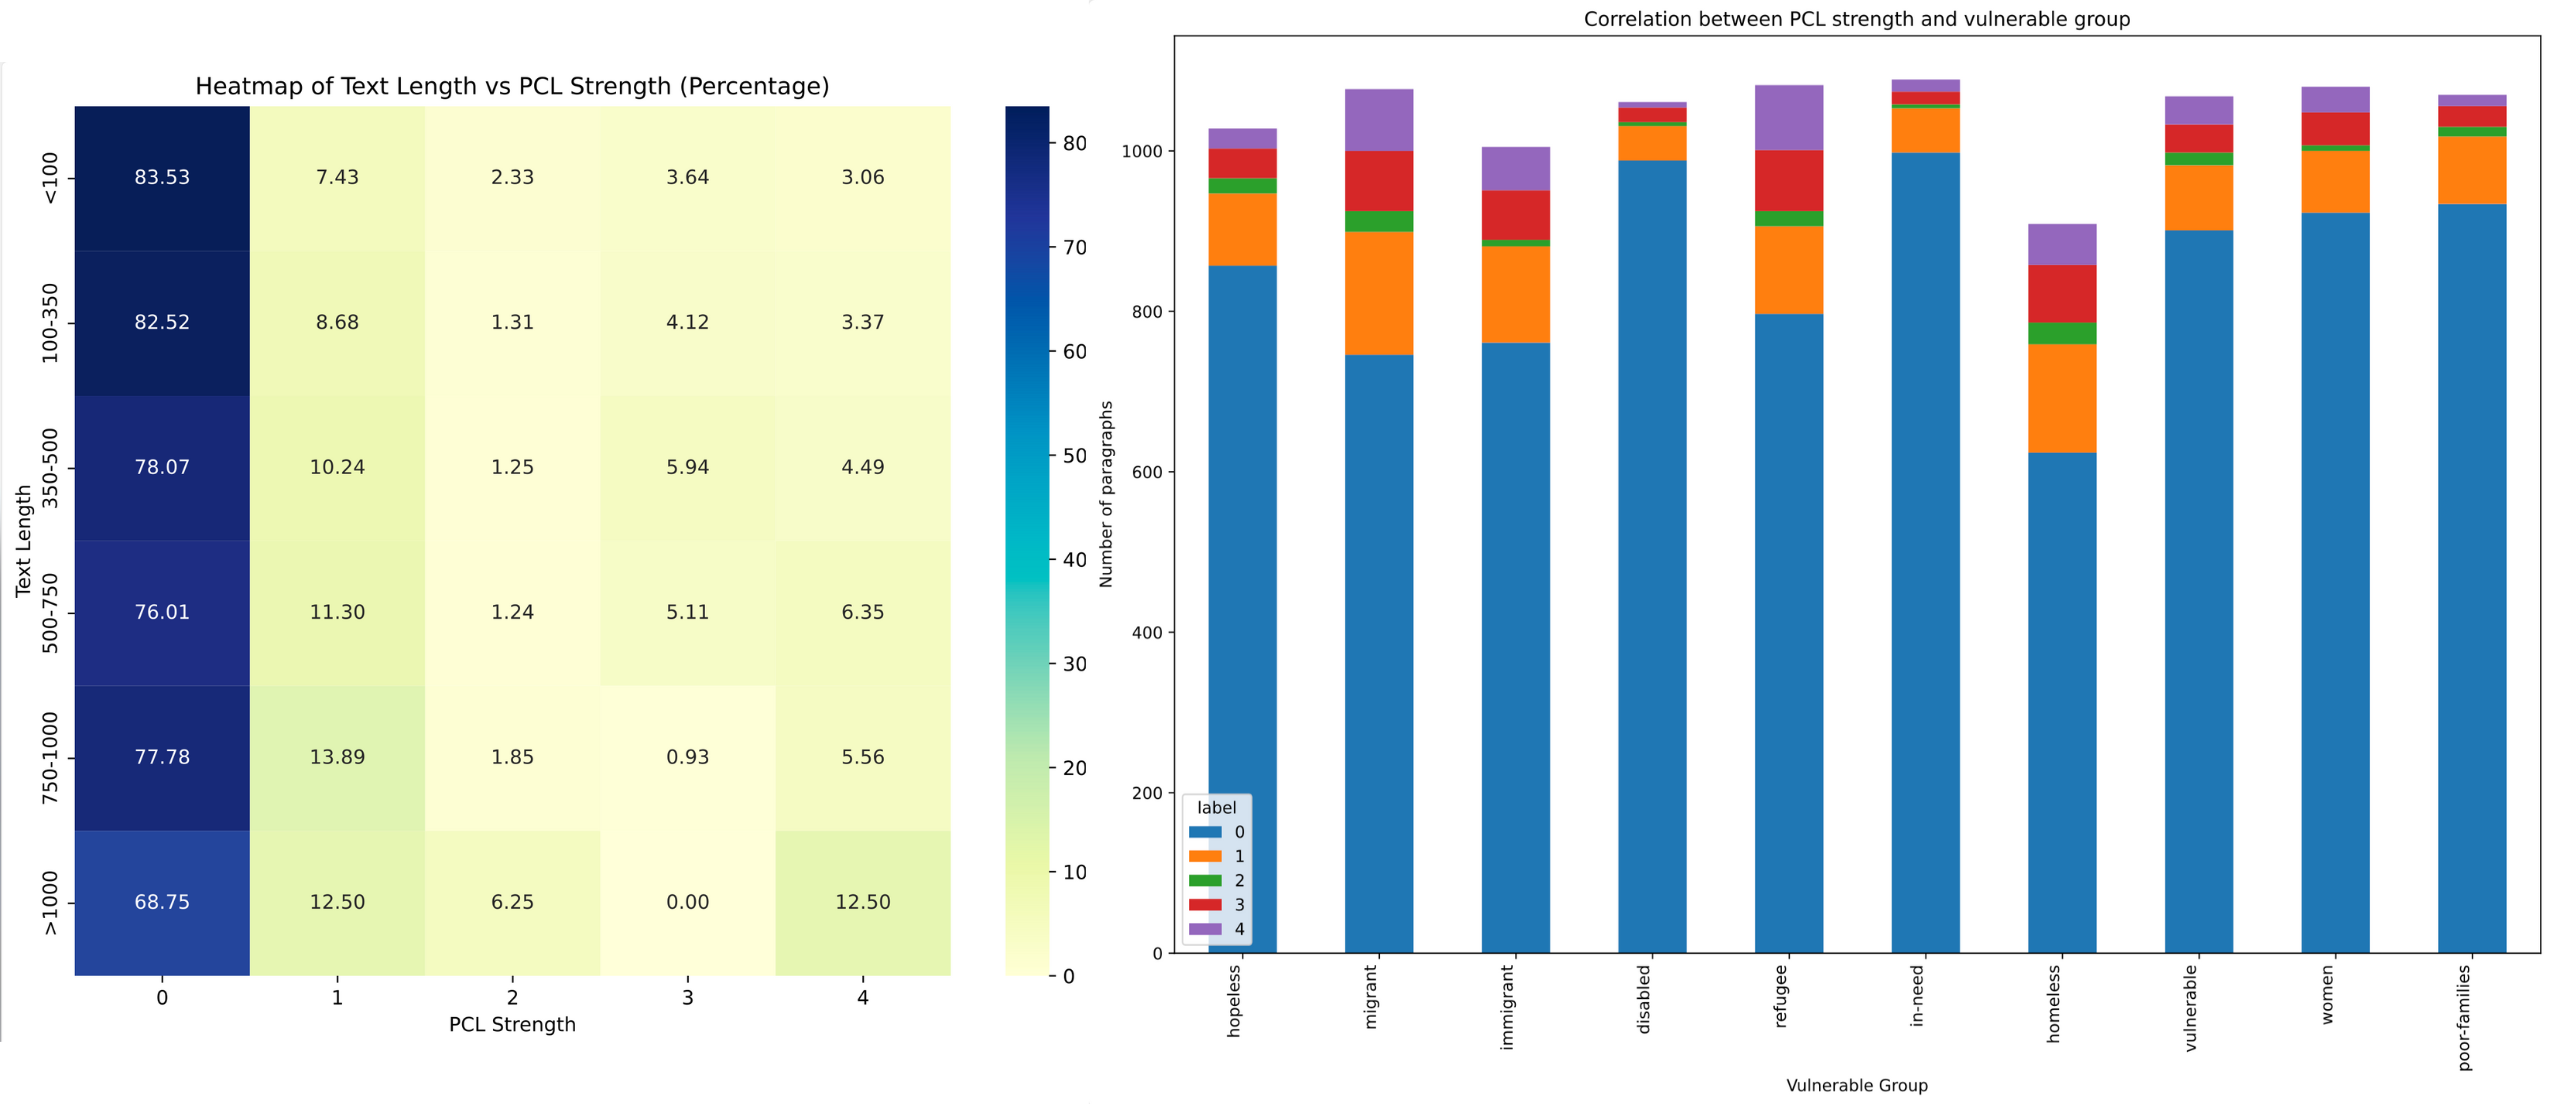 Heatmap of Text Length vs PCL Strength (Percentage)
Text Length
<100
83.53 7.43 2.33 3.64 3.06
100-350
82.52 8.68 1.31 4.12 3.37
350-500
78.07 10.24 1.25 5.94 4.49
500-750
76.01 11.30 1.24 5.11 6.35
750-1000
77.78 13.89 1.85 0.93 5.56
>1000
68.75 12.50 6.25 0.00 12.50
0 1 2 3 4
PCL Strength
80
70
60
50
40
30
20
10
0
Correlation between PCL strength and vulnerable group
Number of paragraphs
1000
800
600
400
200
0
label
0
1
2
3
4
hopeless
migrant
immigrant
disabled
refugee
in-need
homeless
vulnerable
women
poor-families
Vulnerable Group